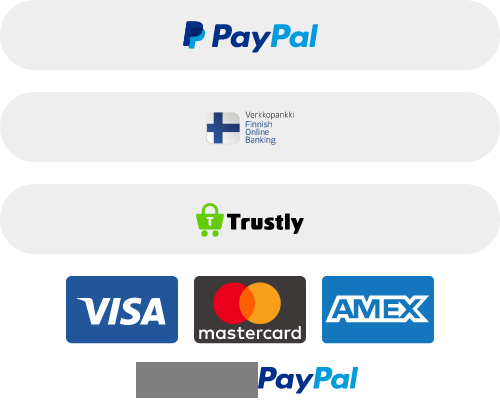 PayPal
Verkkopankki
Finnish
Online
Banking
T Trustly
VISA
mastercard
AMEX
PayPal